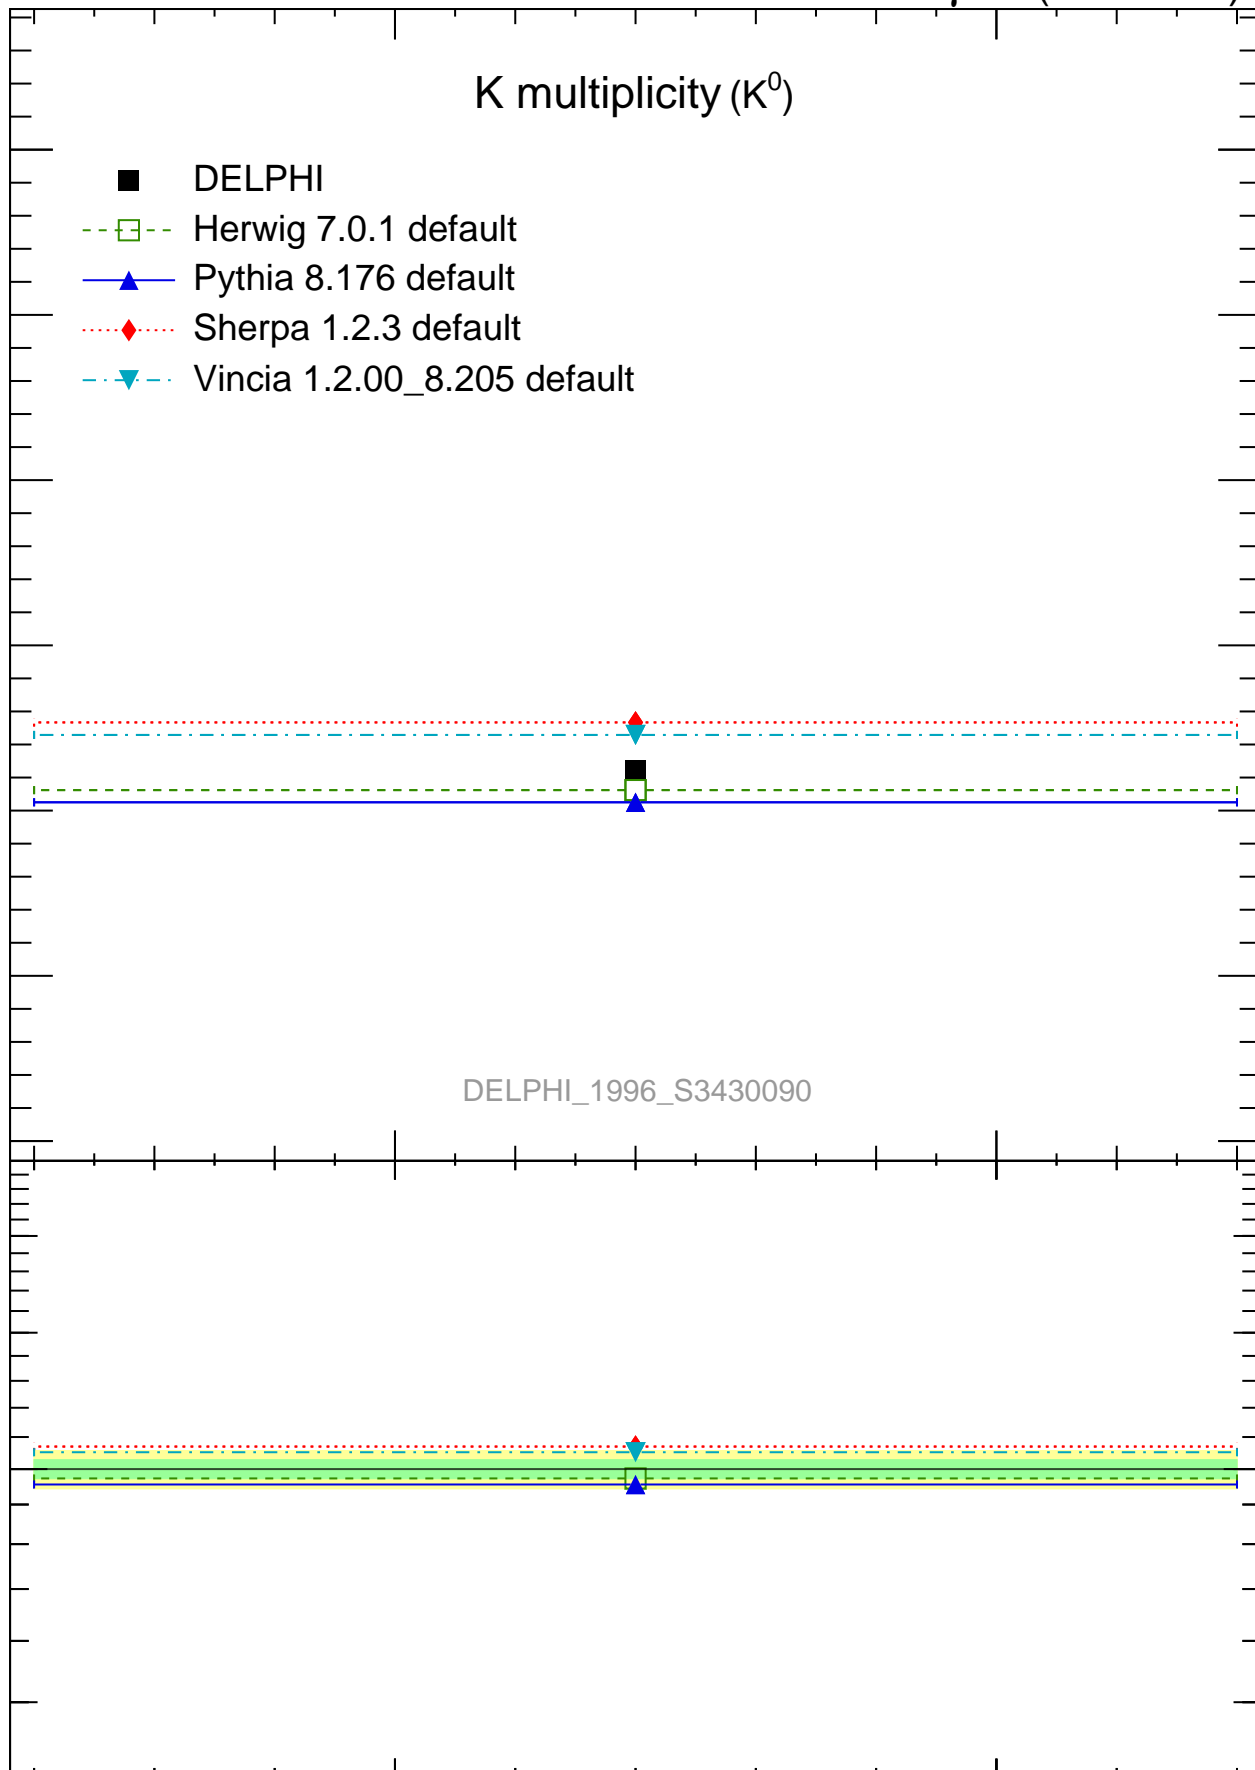 K multiplicity (K⁰)
DELPHI
Herwig 7.0.1 default
Pythia 8.176 default
Sherpa 1.2.3 default
Vincia 1.2.00_8.205 default
DELPHI_1996_S3430090